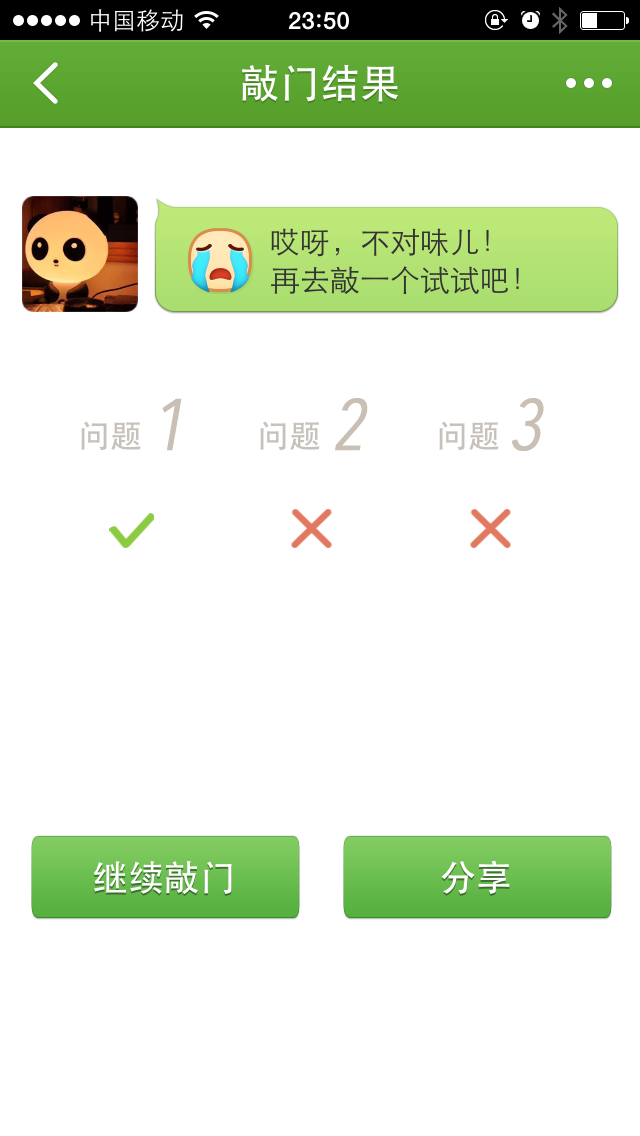 中国移动 23:50
敲门结果
哎呀，不对味儿！
再去敲一个试试吧！
问题 1 问题 2 问题 3
继续敲门 分享